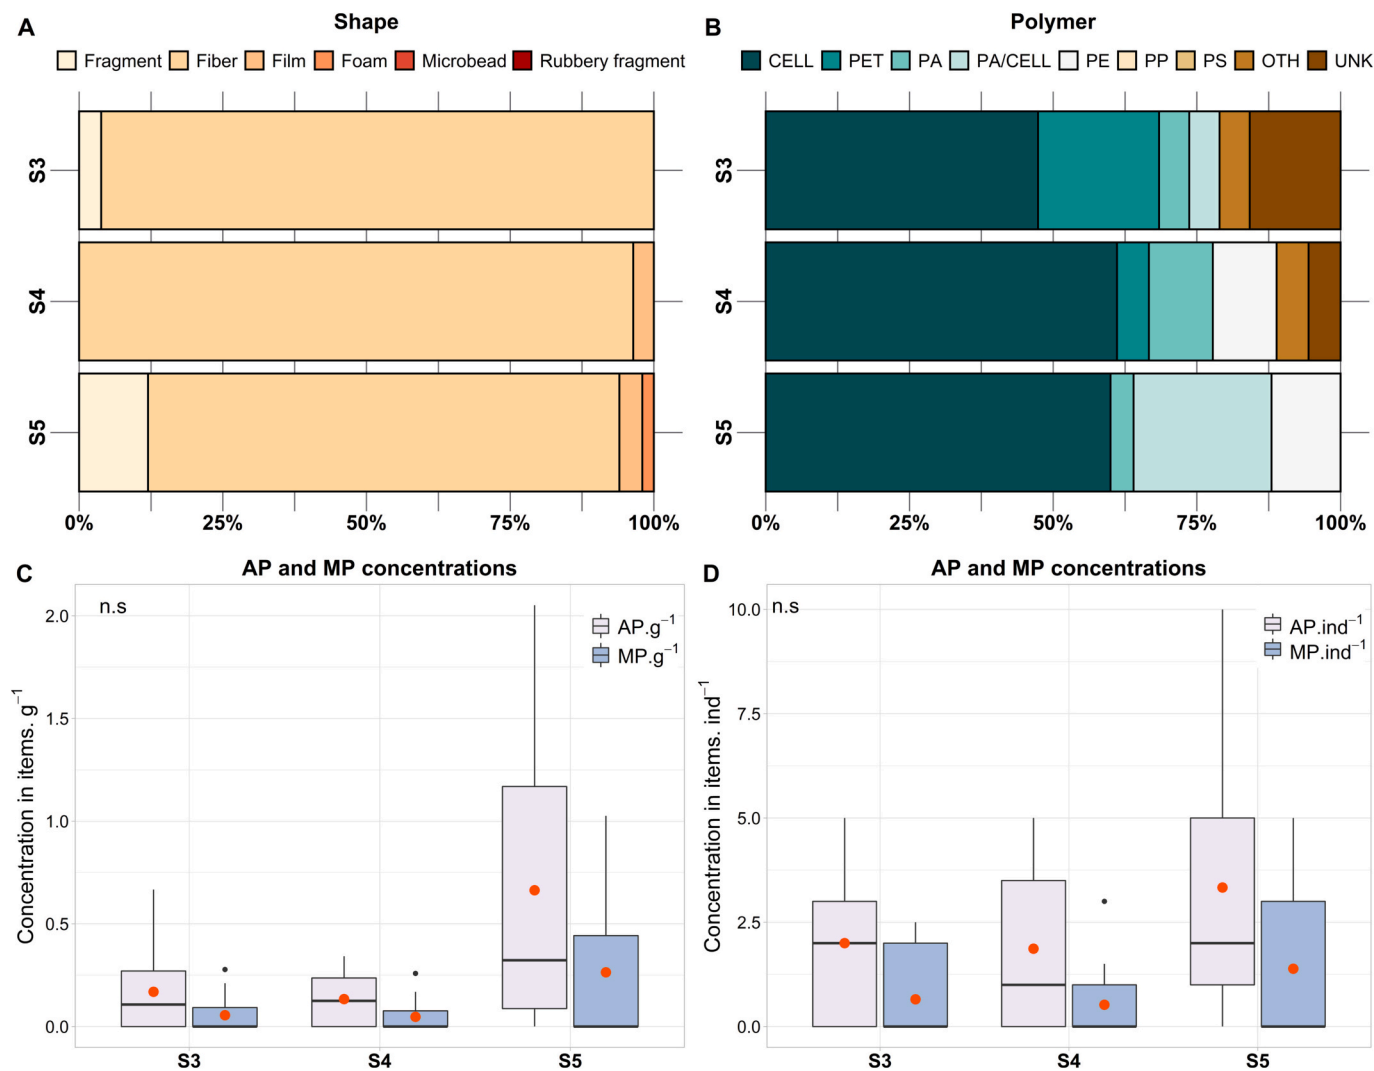 A
Shape
Fragment Fiber Film Foam Microbead Rubbery fragment
S3
S4
S5
0% 25% 50% 75% 100%
B
Polymer
CELL PET PA PA/CELL PE PP PS OTH UNK
S3
S4
S5
0% 25% 50% 75% 100%
C
AP and MP concentrations
n.s
AP.g⁻¹
MP.g⁻¹
Concentration in items. g⁻¹
2.0
1.5
1.0
0.5
0.0
S3 S4 S5
D
AP and MP concentrations
n.s
AP.ind⁻¹
MP.ind⁻¹
Concentration in items. ind⁻¹
10.0
7.5
5.0
2.5
0.0
S3 S4 S5